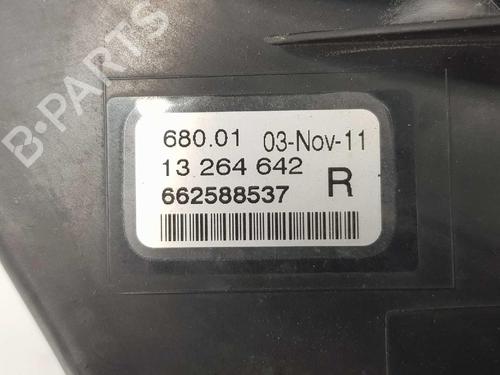 B-PARTS
680.01 03-Nov-11
13 264 642
R
662588537